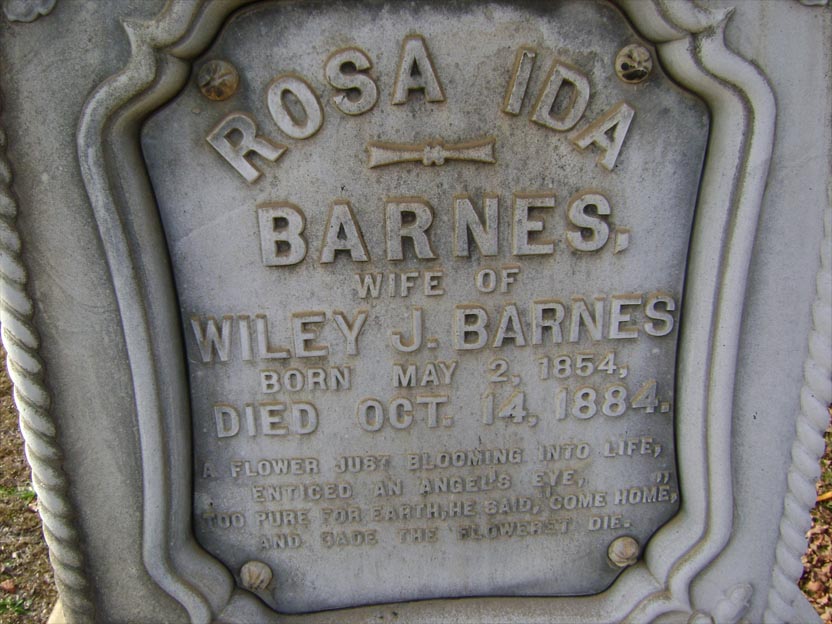 ROSA IDA
BARNES,
WIFE OF
WILEY J. BARNES
BORN MAY 2, 1854,
DIED OCT. 14, 1884.
A FLOWER JUST BLOOMING INTO LIFE,
ENTICED AN ANGEL'S EYE,
TOO PURE FOR EARTH, HE SAID, "COME HOME,"
AND BADE THE FLOWERET DIE.